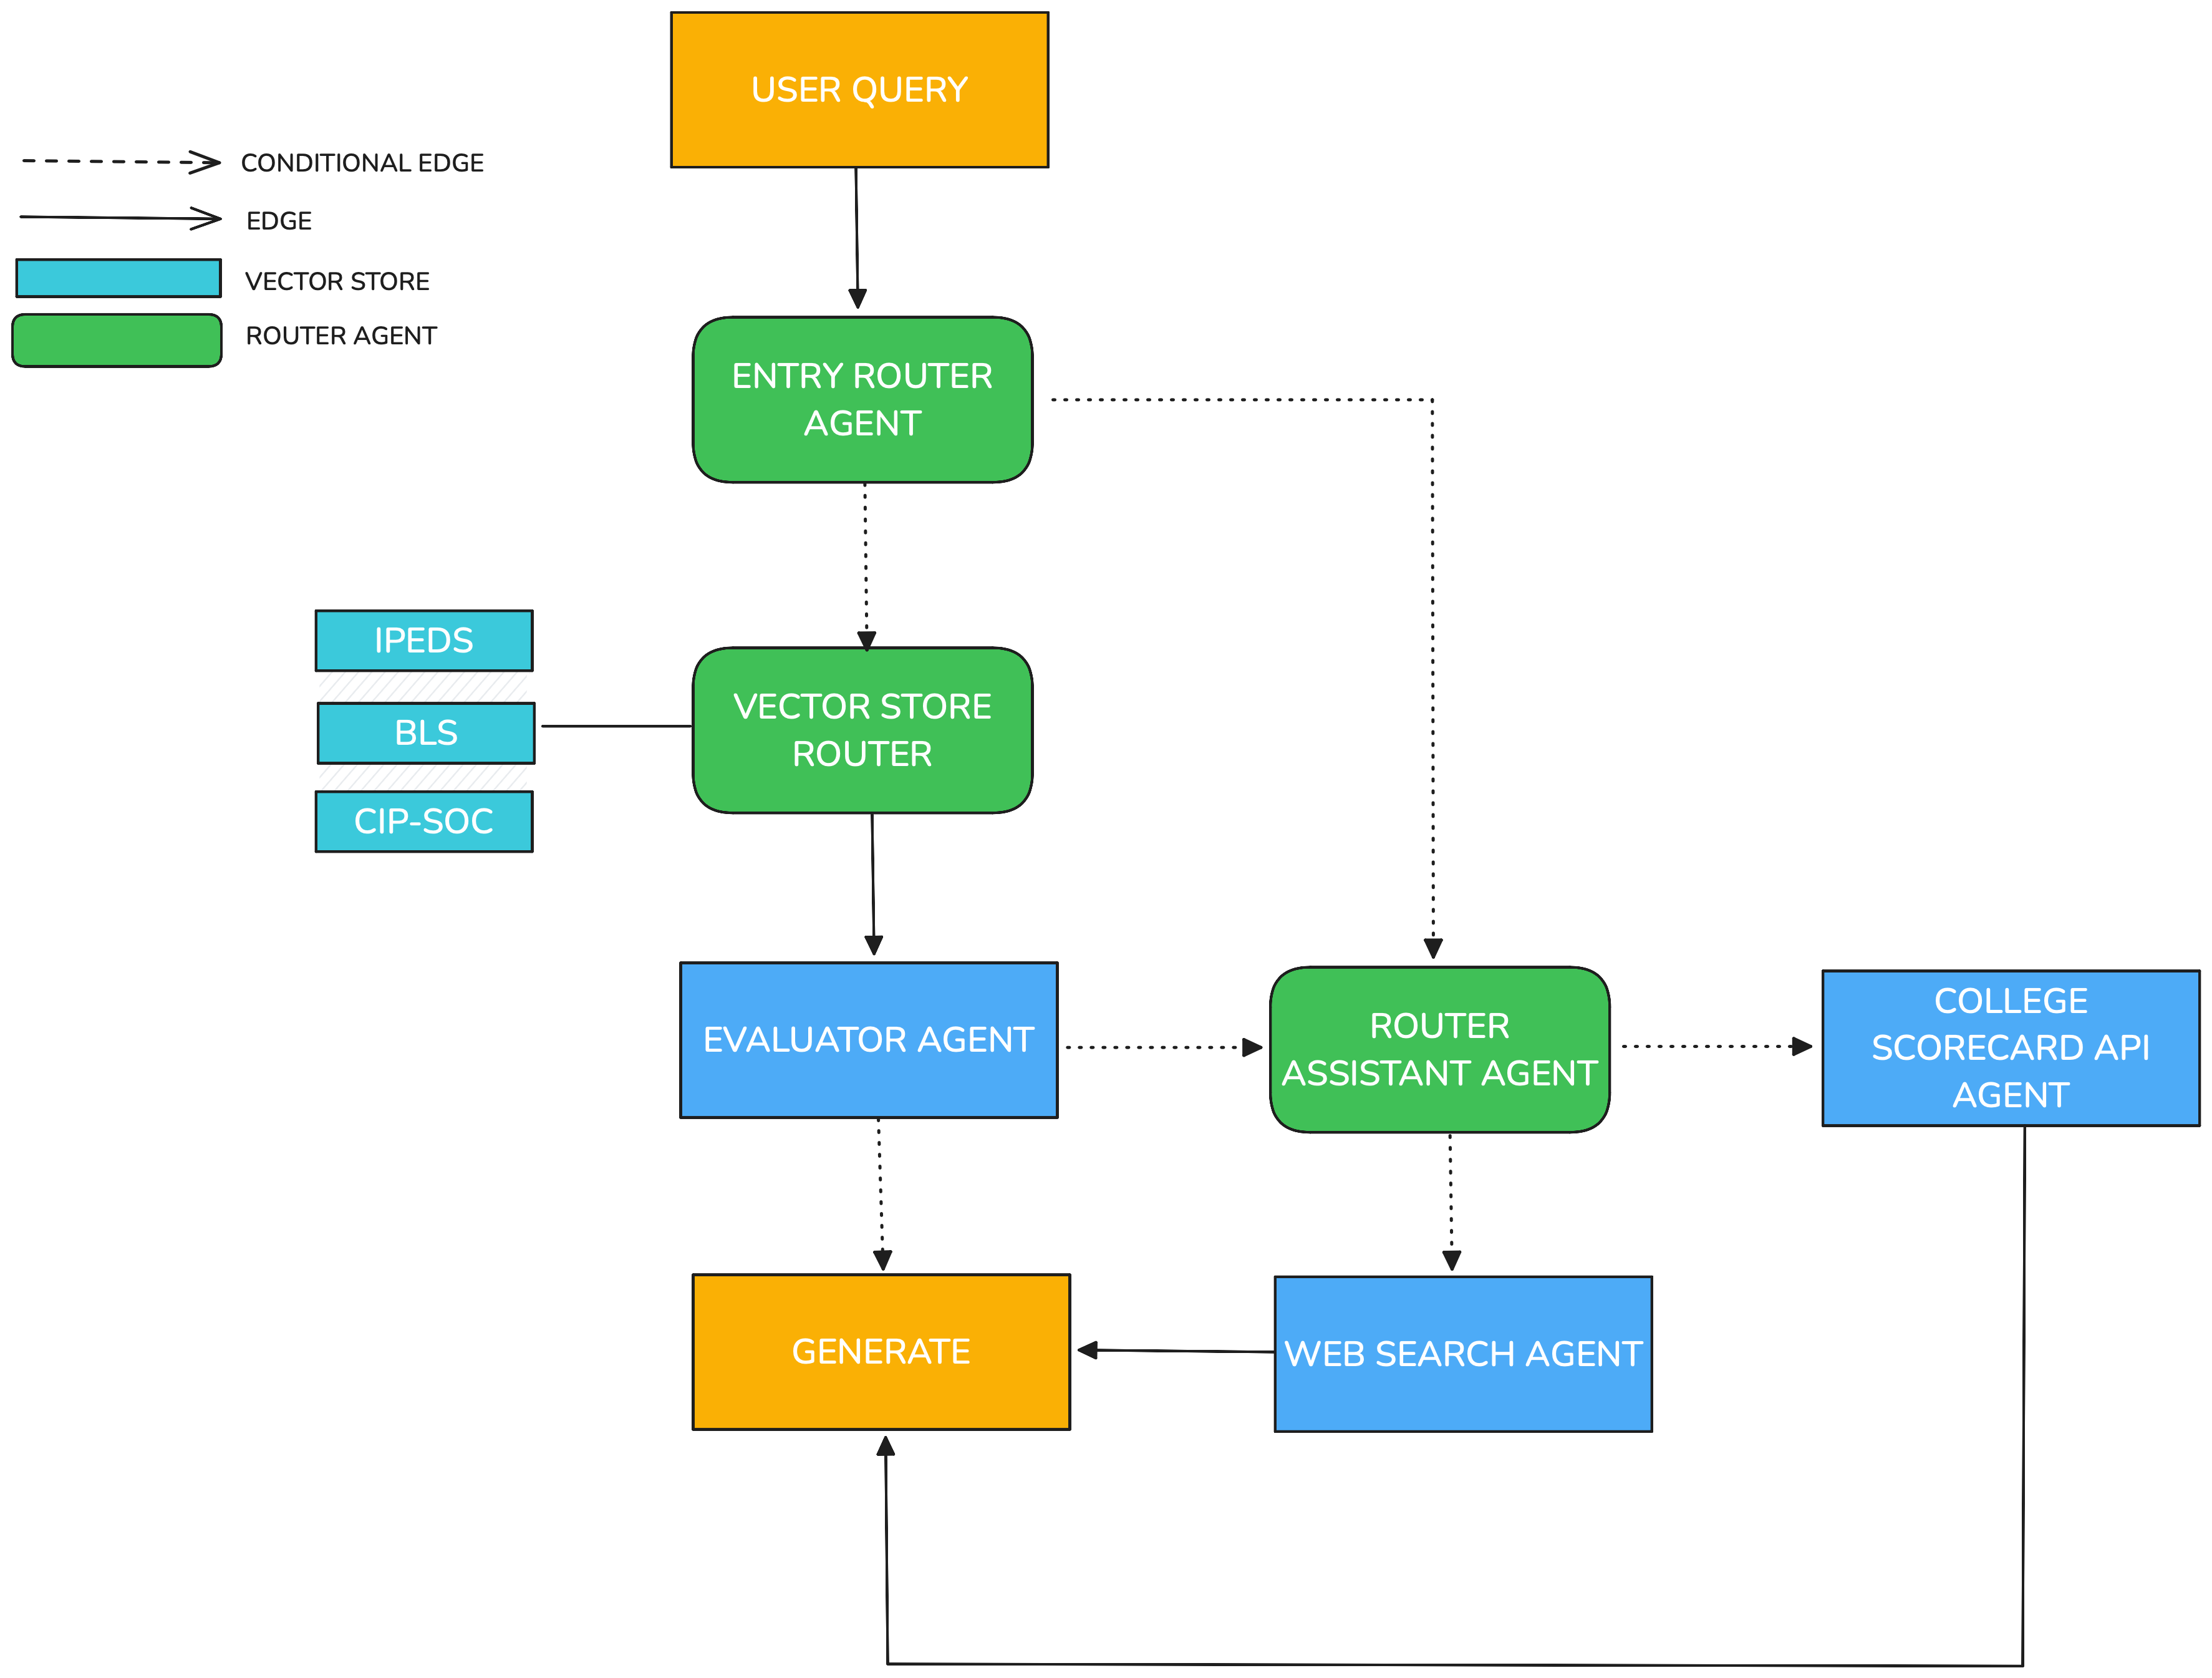 USER QUERY
CONDITIONAL EDGE
EDGE
VECTOR STORE
ROUTER AGENT
ENTRY ROUTER
AGENT
IPEDS
BLS
CIP-SOC
VECTOR STORE
ROUTER
EVALUATOR AGENT
ROUTER
ASSISTANT AGENT
COLLEGE
SCORECARD API
AGENT
GENERATE
WEB SEARCH AGENT